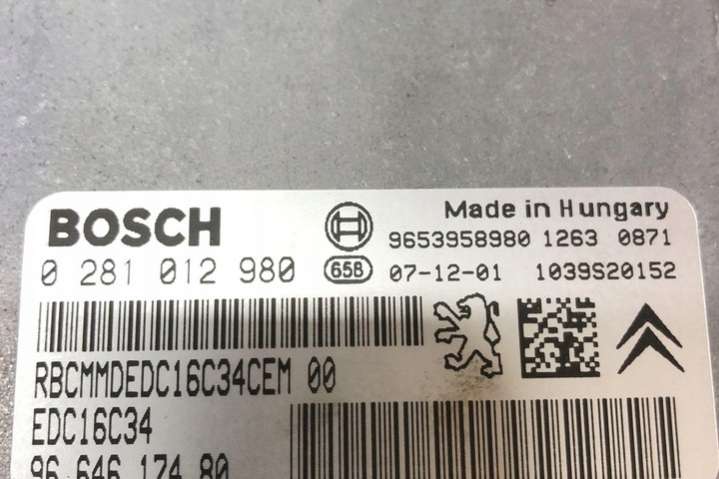 BOSCH
Made in Hungary
9653958980 1263 0871
0 281 012 980
658
07-12-01 1039S20152
RBCMMDEDC16C34CEM 00
EDC16C34
96 646 174 80